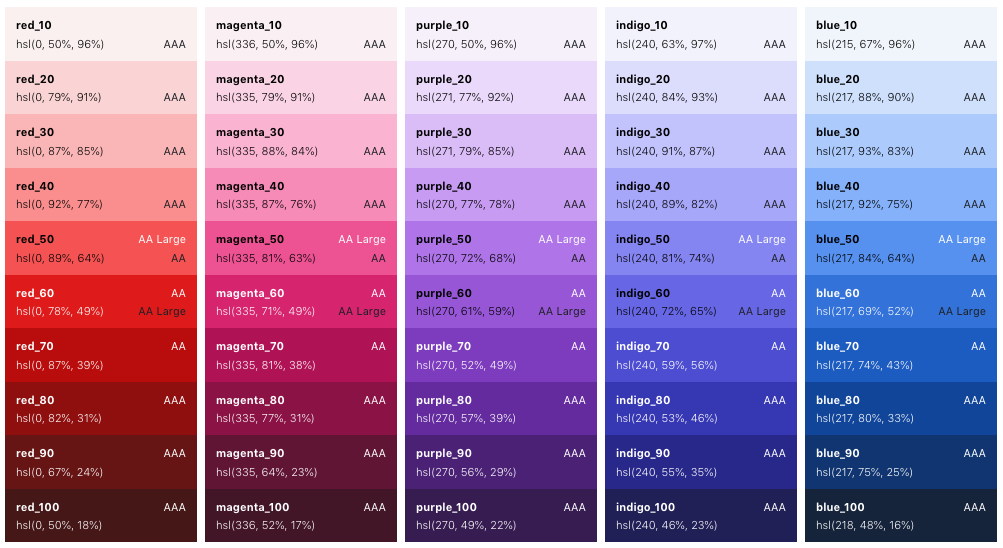 red_10
hsl(0, 50%, 96%) AAA
red_20
hsl(0, 79%, 91%) AAA
red_30
hsl(0, 87%, 85%) AAA
red_40
hsl(0, 92%, 77%) AAA
red_50 AA Large
hsl(0, 89%, 64%) AA
red_60 AA
hsl(0, 78%, 49%) AA Large
red_70 AA
hsl(0, 87%, 39%)
red_80 AAA
hsl(0, 82%, 31%)
red_90 AAA
hsl(0, 67%, 24%)
red_100 AAA
hsl(0, 50%, 18%)
magenta_10
hsl(336, 50%, 96%) AAA
magenta_20
hsl(335, 79%, 91%) AAA
magenta_30
hsl(335, 88%, 84%) AAA
magenta_40
hsl(335, 87%, 76%) AAA
magenta_50 AA Large
hsl(335, 81%, 63%) AA
magenta_60 AA
hsl(335, 71%, 49%) AA Large
magenta_70 AA
hsl(335, 81%, 38%)
magenta_80 AAA
hsl(335, 77%, 31%)
magenta_90 AAA
hsl(335, 64%, 23%)
magenta_100 AAA
hsl(336, 52%, 17%)
purple_10
hsl(270, 50%, 96%) AAA
purple_20
hsl(271, 77%, 92%) AAA
purple_30
hsl(271, 79%, 85%) AAA
purple_40
hsl(270, 77%, 78%) AAA
purple_50 AA Large
hsl(270, 72%, 68%) AA
purple_60 AA
hsl(270, 61%, 59%) AA Large
purple_70 AA
hsl(270, 52%, 49%)
purple_80 AAA
hsl(270, 57%, 39%)
purple_90 AAA
hsl(270, 56%, 29%)
purple_100 AAA
hsl(270, 49%, 22%)
indigo_10
hsl(240, 63%, 97%) AAA
indigo_20
hsl(240, 84%, 93%) AAA
indigo_30
hsl(240, 91%, 87%) AAA
indigo_40
hsl(240, 89%, 82%) AAA
indigo_50 AA Large
hsl(240, 81%, 74%) AA
indigo_60 AA
hsl(240, 72%, 65%) AA Large
indigo_70 AA
hsl(240, 59%, 56%)
indigo_80 AAA
hsl(240, 53%, 46%)
indigo_90 AAA
hsl(240, 55%, 35%)
indigo_100 AAA
hsl(240, 46%, 23%)
blue_10
hsl(215, 67%, 96%) AAA
blue_20
hsl(217, 88%, 90%) AAA
blue_30
hsl(217, 93%, 83%) AAA
blue_40
hsl(217, 92%, 75%) AAA
blue_50 AA Large
hsl(217, 84%, 64%) AA
blue_60 AA
hsl(217, 69%, 52%) AA Large
blue_70 AA
hsl(217, 74%, 43%)
blue_80 AAA
hsl(217, 80%, 33%)
blue_90 AAA
hsl(217, 75%, 25%)
blue_100 AAA
hsl(218, 48%, 16%)